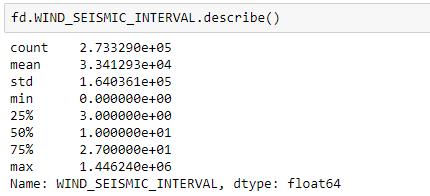 fd.WIND_SEISMIC_INTERVAL.describe()
count 2.733290e+05
mean 3.341293e+04
std 1.640361e+05
min 0.000000e+00
25% 3.000000e+00
50% 1.000000e+01
75% 2.700000e+01
max 1.446240e+06
Name: WIND_SEISMIC_INTERVAL, dtype: float64